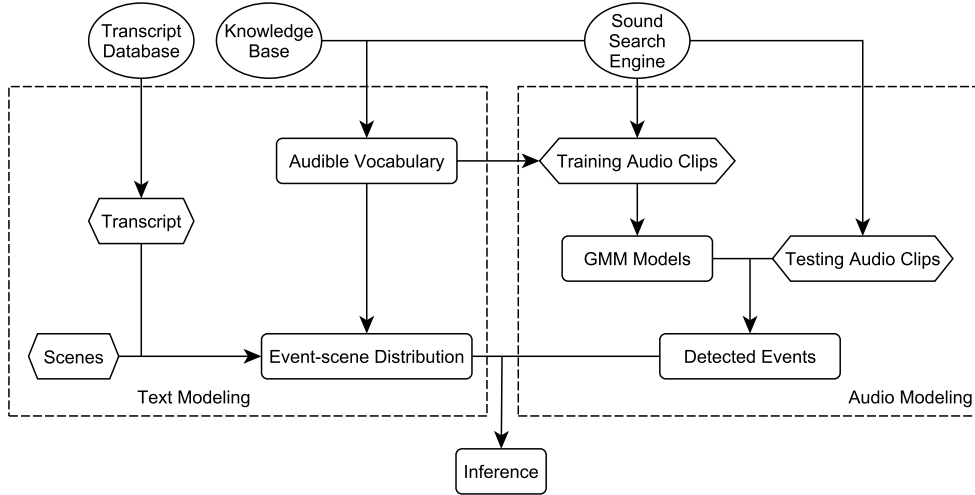 Transcript
Database
Knowledge
Base
Sound
Search
Engine
Audible Vocabulary
Training Audio Clips
Transcript
GMM Models
Testing Audio Clips
Scenes
Event-scene Distribution
Detected Events
Text Modeling
Audio Modeling
Inference